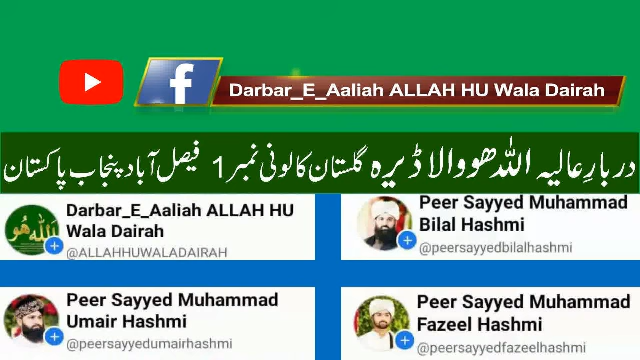 Darbar_E_Aaliah ALLAH HU Wala Dairah
دربارِ عالیہ اللہ ھو والا ڈیرہ گلستان کالونی نمبر 1 فیصل آباد پنجاب پاکستان
Darbar_E_Aaliah ALLAH HU
Wala Dairah
@ALLAHHUWALADAIRAH
Peer Sayyed Muhammad
Bilal Hashmi
@peersayyedbilalhashmi
Peer Sayyed Muhammad
Umair Hashmi
@peersayyedumairhashmi
Peer Sayyed Muhammad
Fazeel Hashmi
@peersayyedfazeelhashmi